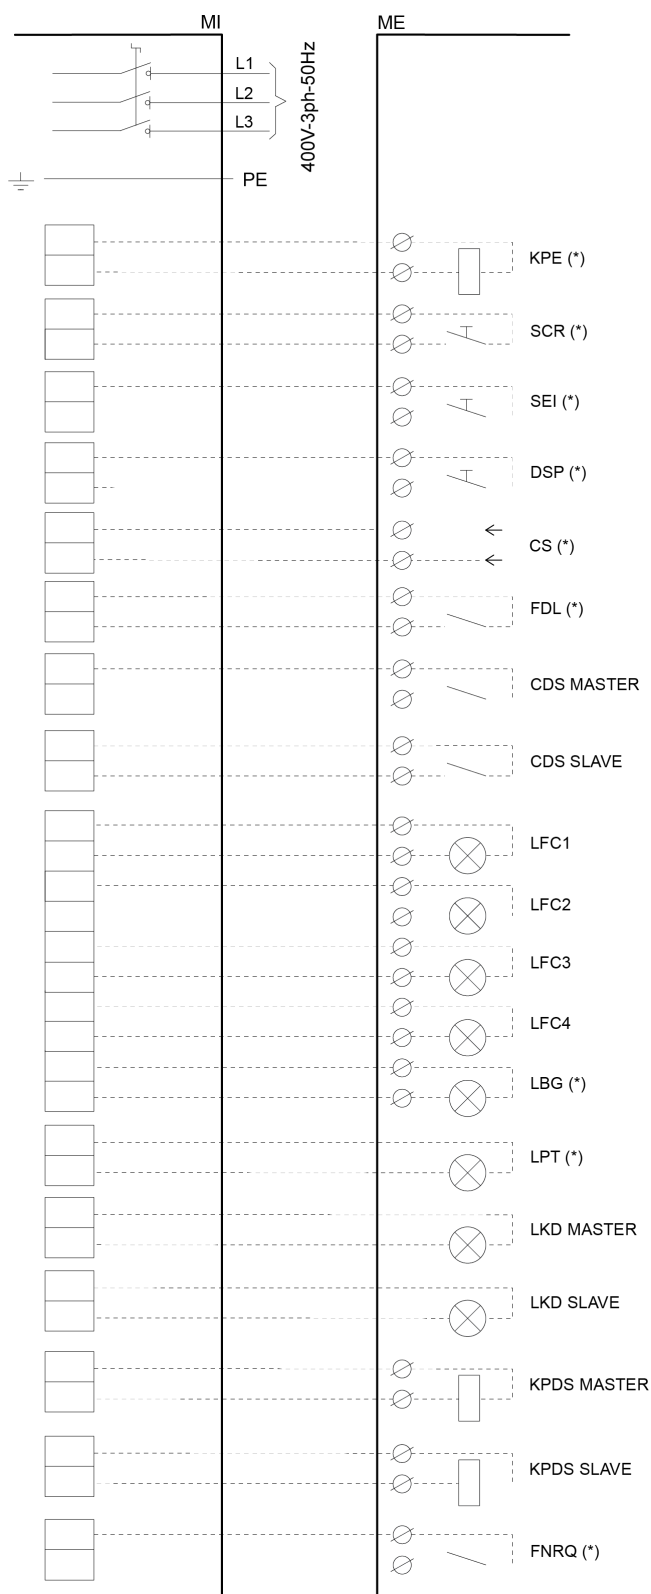 MI
ME
L1
L2
L3
400V-3ph-50Hz
PE
KPE (*)
SCR (*)
SEI (*)
DSP (*)
CS (*)
FDL (*)
CDS MASTER
CDS SLAVE
LFC1
LFC2
LFC3
LFC4
LBG (*)
LPT (*)
LKD MASTER
LKD SLAVE
KPDS MASTER
KPDS SLAVE
FNRQ (*)